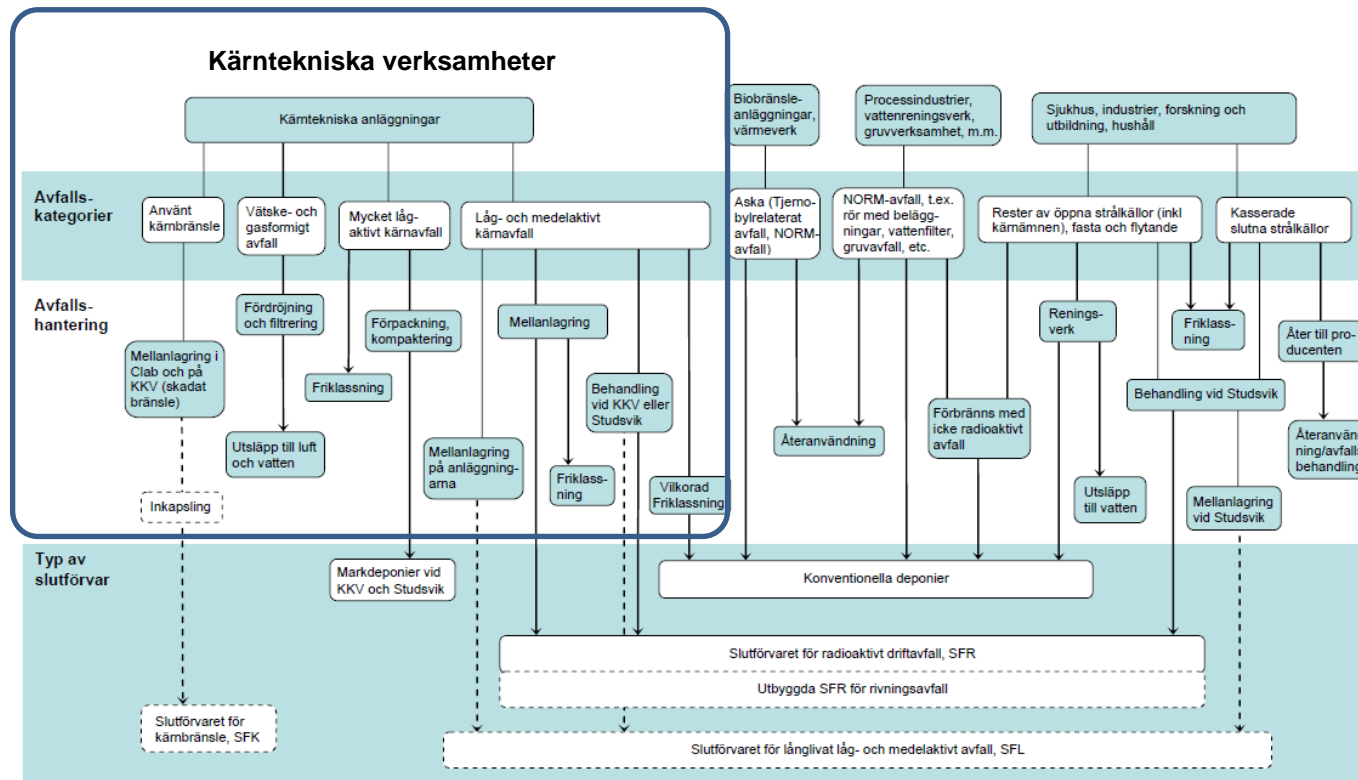 Kärntekniska verksamheter
Kärntekniska anläggningar
Biobränsle-
anläggningar,
värmeverk
Processindustrier,
vattenreningsverk,
gruvverksamhet, m.m.
Sjukhus, industrier, forskning och
utbildning, hushåll
Avfalls-
kategorier
Använt
kärnbränsle
Vätske- och
gasformigt
avfall
Mycket låg-
aktivt kärnavfall
Låg- och medelaktivt
kärnavfall
Aska (Tjerno-
bylrelaterat
avfall, NORM-
avfall)
NORM-avfall, t.ex.
rör med belägg-
ningar, vattenfilter,
gruvavfall, etc.
Rester av öppna strålkällor (inkl
kärnämnen), fasta och flytande
Kasserade
slutna strålkällor
Avfalls-
hantering
Mellanlagring i
Clab och på
KKV (skadat
bränsle)
Fördröjning
och filtrering
Förpackning,
kompaktering
Mellanlagring
Renings-
verk
Friklass-
ning
Åter till pro-
ducenten
Friklassning
Behandling
vid KKV eller
Studsvik
Behandling vid Studsvik
Utsläpp till luft
och vatten
Mellanlagring
på anläggning-
arna
Friklass-
ning
Vilkorad
Friklassning
Återanvändning
Förbränns med
icke radioaktivt
avfall
Utsläpp
till vatten
Mellanlagring
vid Studsvik
Återanvänd-
ning/avfalls-
behandling
Inkapsling
Typ av
slutförvar
Markdeponier vid
KKV och Studsvik
Konventionella deponier
Slutförvaret för radioaktivt driftavfall, SFR
Utbyggda SFR för rivningsavfall
Slutförvaret för
kärnbränsle, SFK
Slutförvaret för långlivat låg- och medelaktivt avfall, SFL